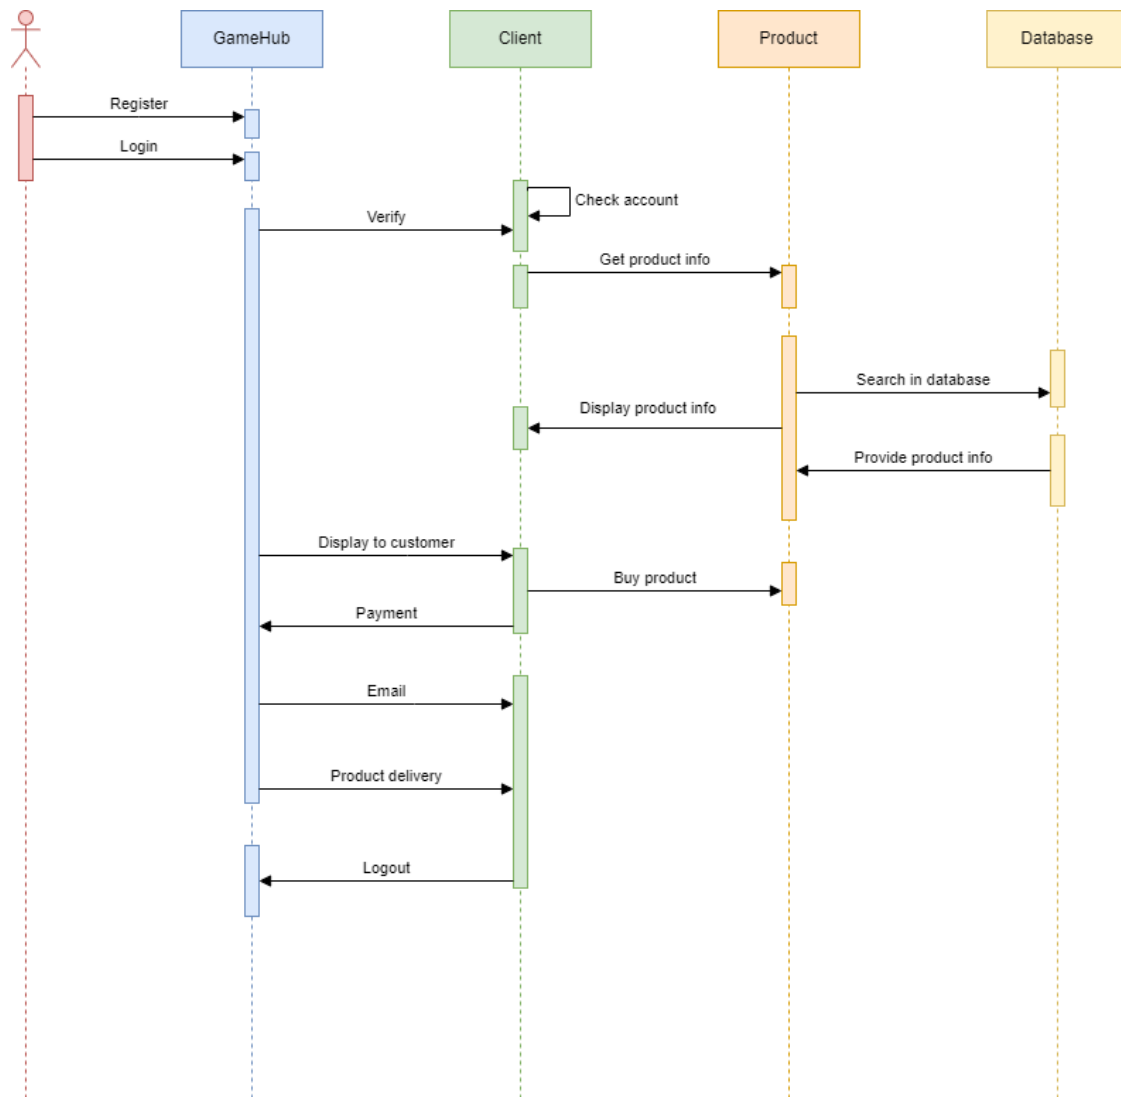 GameHub
Client
Product
Database
Register
Login
Check account
Verify
Get product info
Search in database
Display product info
Provide product info
Display to customer
Buy product
Payment
Email
Product delivery
Logout